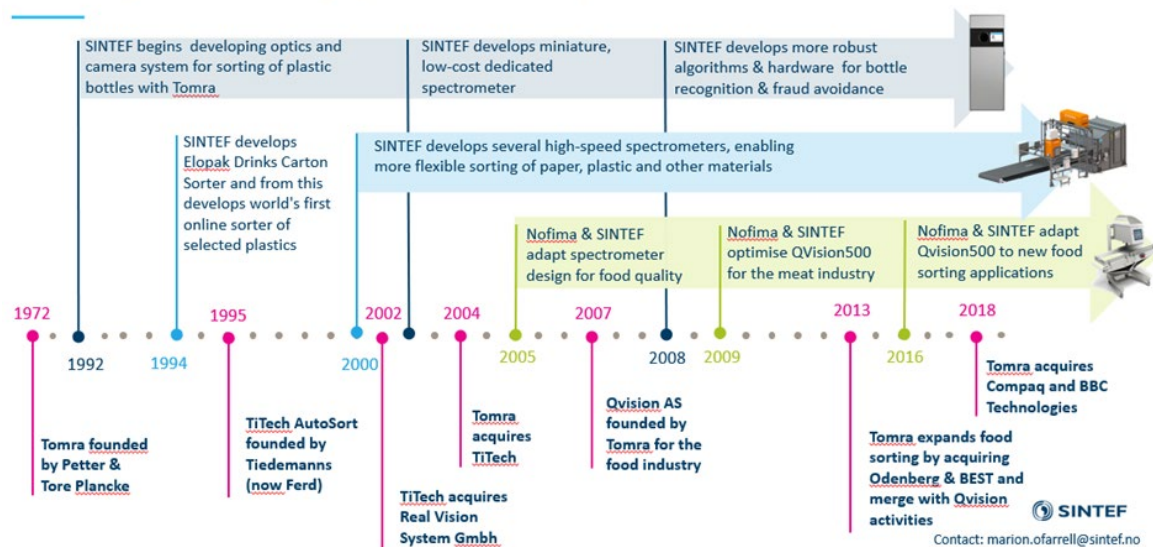 SINTEF begins developing optics and
camera system for sorting of plastic
bottles with Tomra
SINTEF develops miniature,
low-cost dedicated
spectrometer
SINTEF develops more robust
algorithms & hardware for bottle
recognition & fraud avoidance
SINTEF develops
Elopak Drinks Carton
Sorter and from this
develops world's first
online sorter of
selected plastics
SINTEF develops several high-speed spectrometers, enabling
more flexible sorting of paper, plastic and other materials
Nofima & SINTEF
adapt spectrometer
design for food quality
Nofima & SINTEF
optimise QVision500
for the meat industry
Nofima & SINTEF adapt
Qvision500 to new food
sorting applications
1972
1995
2002
2004
2007
2013
2018
1992
1994
2000
2005
2008
2009
2016
Tomra founded
by Petter &
Tore Plancke
TiTech AutoSort
founded by
Tiedemanns
(now Ferd)
TiTech acquires
Real Vision
System Gmbh
Tomra
acquires
TiTech
Qvision AS
founded by
Tomra for the
food industry
Tomra expands food
sorting by acquiring
Odenberg & BEST and
merge with Qvision
activities
Tomra acquires
Compaq and BBC
Technologies
SINTEF
Contact: marion.ofarrell@sintef.no